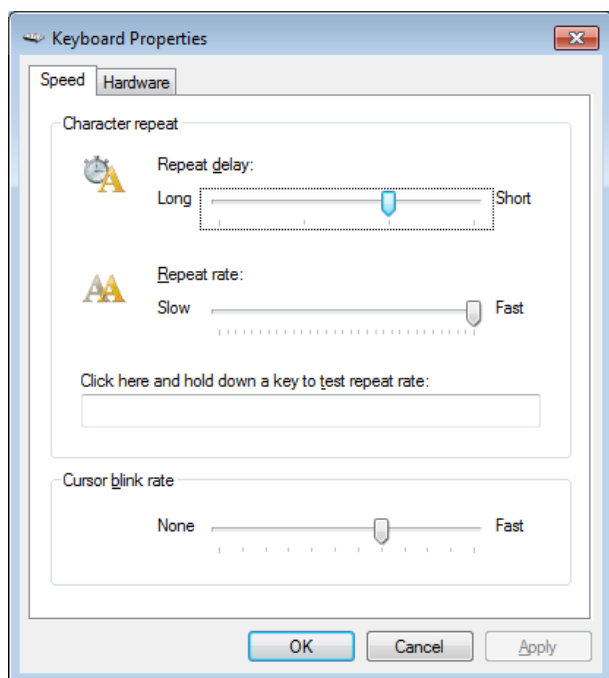 Keyboard Properties
Speed Hardware
Character repeat
Repeat delay:
Long Short
Repeat rate:
Slow Fast
Click here and hold down a key to test repeat rate:
Cursor blink rate
None Fast
OK Cancel Apply